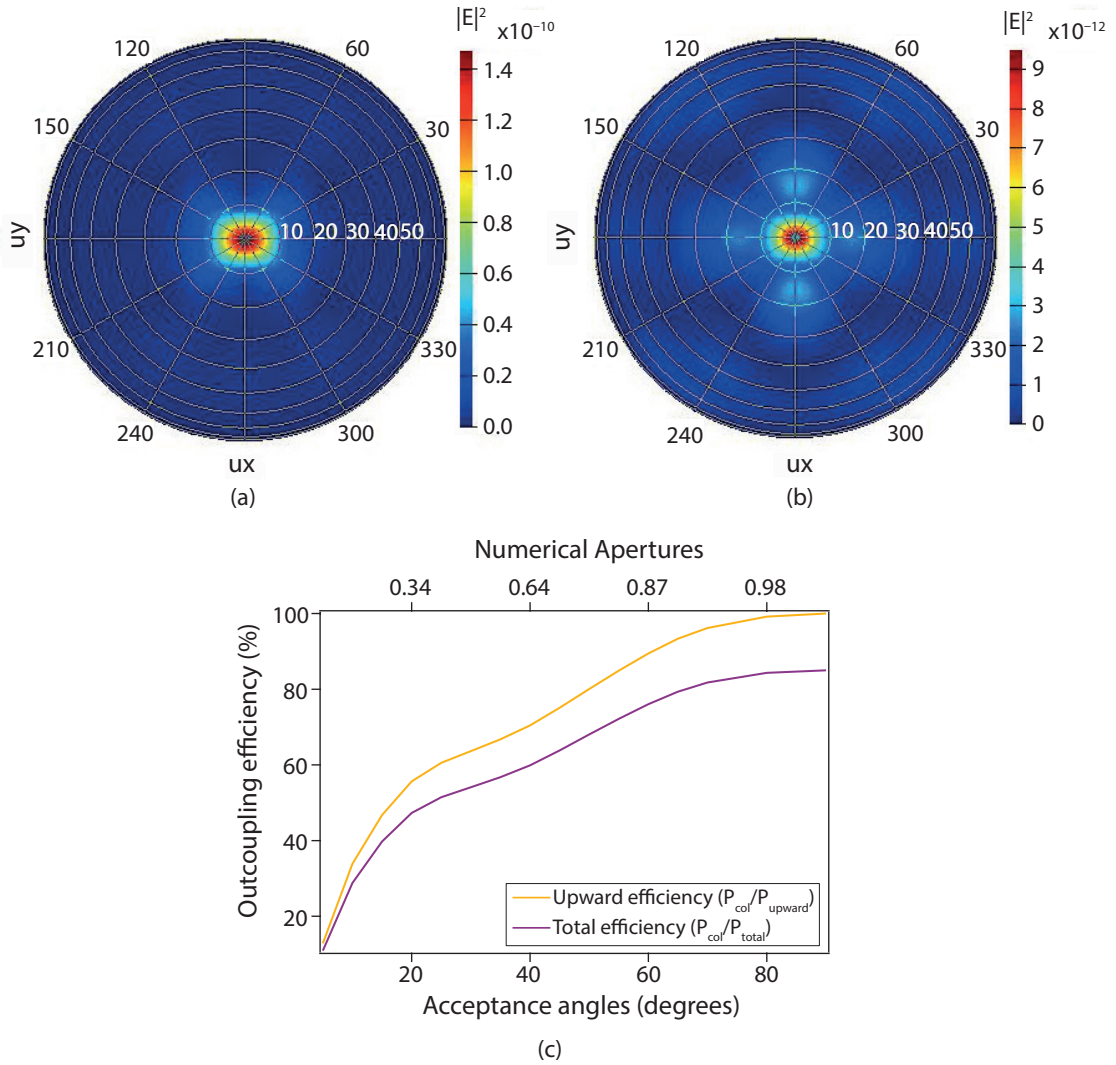 |E|² x10⁻¹⁰
120 60
1.4
1.2
150 30
1.0
0.8
uy
10 20 30 40 50
0.6
0.4
210 330
0.2
240 300
0.0
ux
(a)
|E|² x10⁻¹²
120 60
9
8
150 30
7
6
uy
10 20 30 40 50
5
4
3
210 330
2
1
240 300
0
ux
(b)
Numerical Apertures
0.34 0.64 0.87 0.98
Outcoupling efficiency (%)
100
80
60
40
20
Upward efficiency (P_col/P_upward)
Total efficiency (P_col/P_total)
20 40 60 80
Acceptance angles (degrees)
(c)